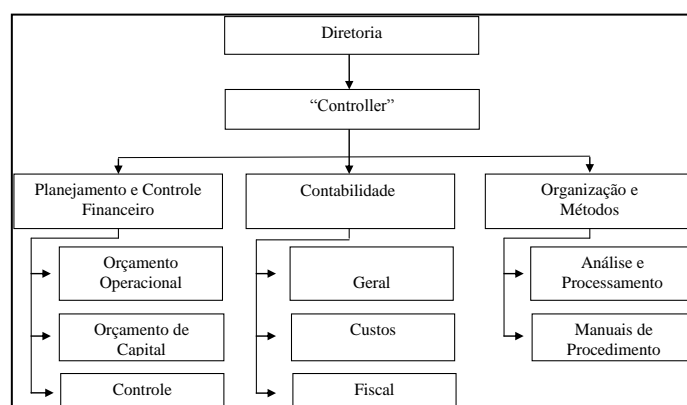 Diretoria
“Controller”
Planejamento e Controle
Financeiro
Contabilidade
Organização e
Métodos
Orçamento
Operacional
Geral
Análise e
Processamento
Orçamento de
Capital
Custos
Manuais de
Procedimento
Controle
Fiscal